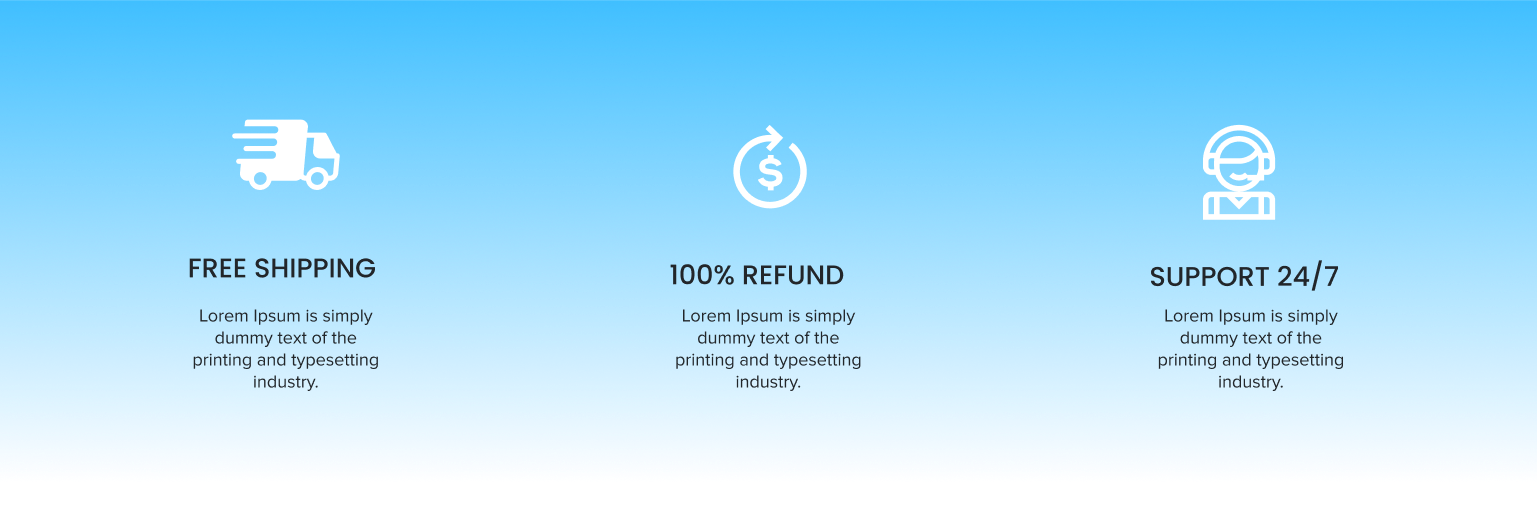 FREE SHIPPING
Lorem Ipsum is simply
dummy text of the
printing and typesetting
industry.
$
100% REFUND
Lorem Ipsum is simply
dummy text of the
printing and typesetting
industry.
SUPPORT 24/7
Lorem Ipsum is simply
dummy text of the
printing and typesetting
industry.